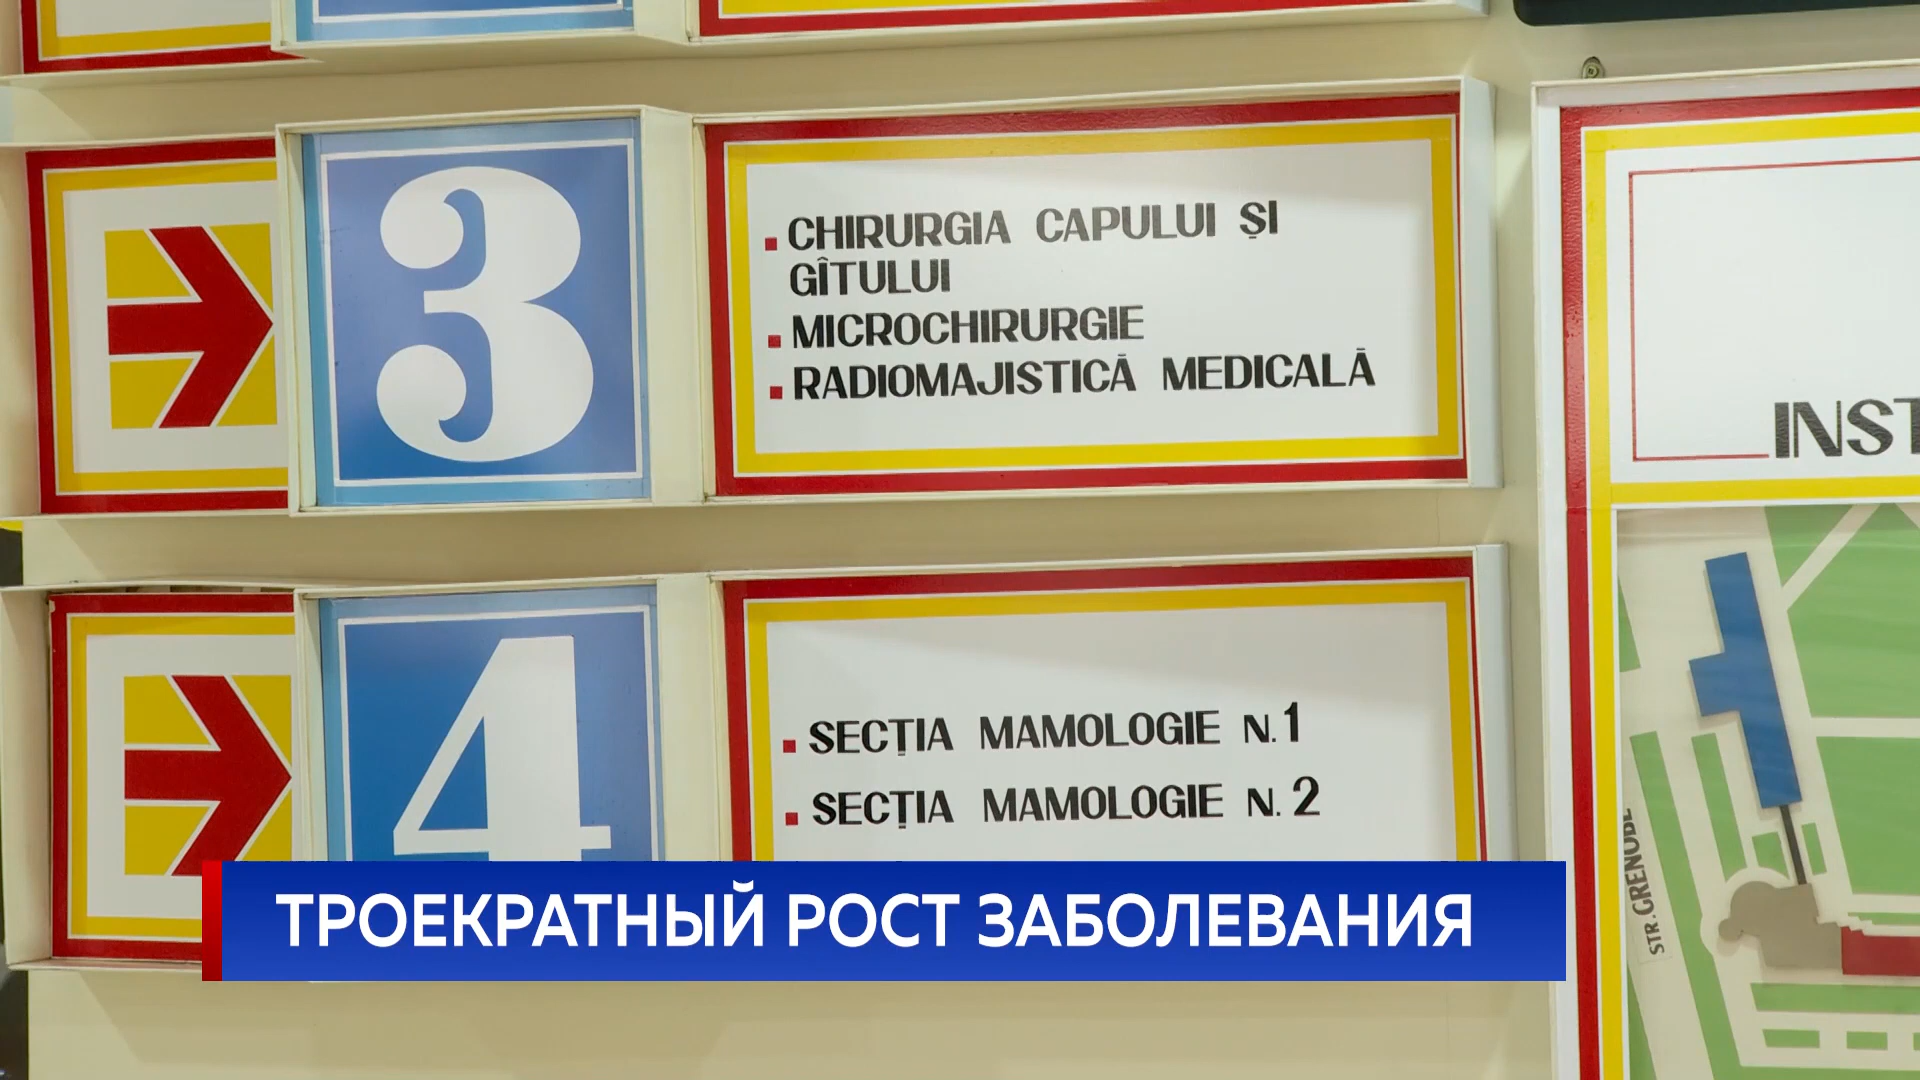 3
CHIRURGIA CAPULUI ȘI
GÎTULUI
MICROCHIRURGIE
RADIOMAJISTICĂ MEDICALĂ
INST
4
SECȚIA MAMOLOGIE N.1
SECȚIA MAMOLOGIE N.2
STR. GRENOBLE
ТРОЕКРАТНЫЙ РОСТ ЗАБОЛЕВАНИЯ